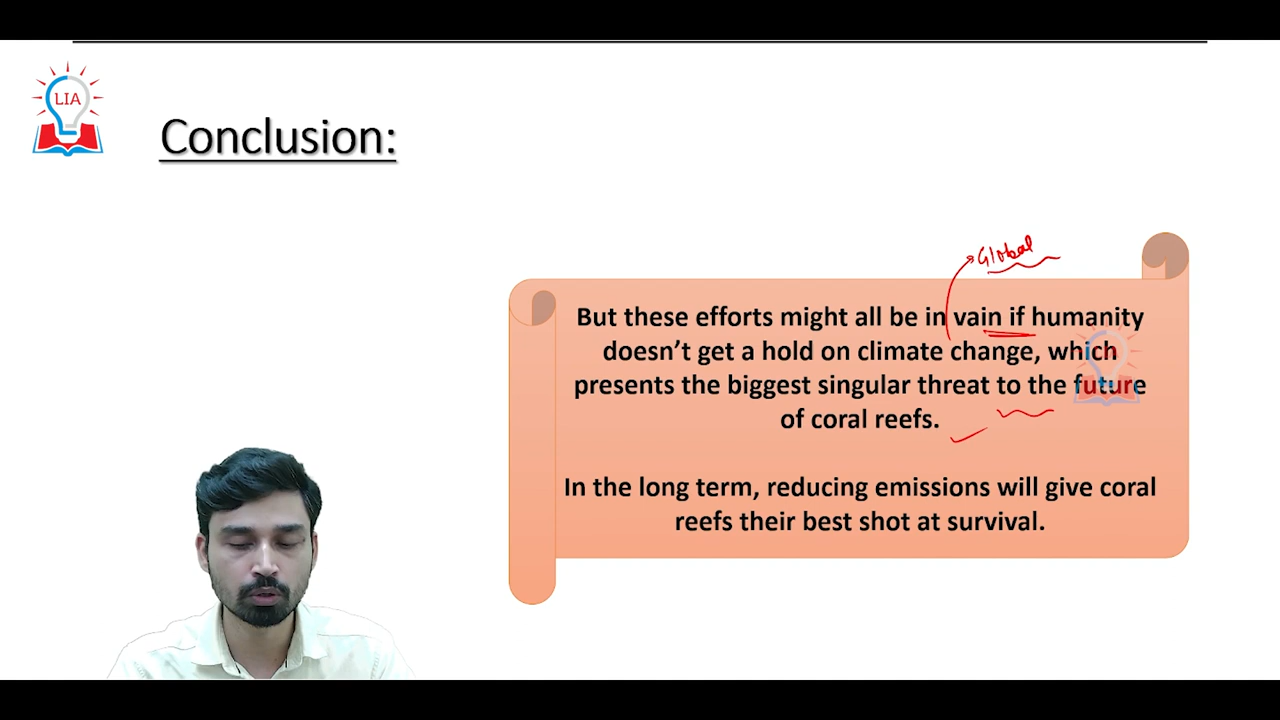 LIA
Conclusion:
Global
But these efforts might all be in vain if humanity
doesn’t get a hold on climate change, which
presents the biggest singular threat to the future
of coral reefs.
In the long term, reducing emissions will give coral
reefs their best shot at survival.